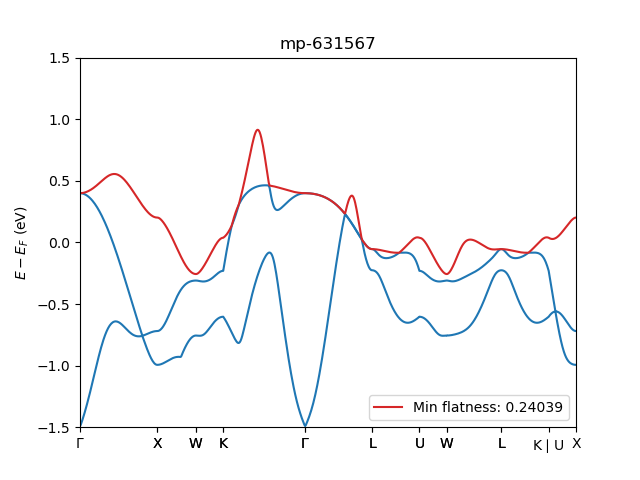 mp-631567
E − E_F (eV)
1.5
1.0
0.5
0.0
−0.5
−1.0
−1.5
Min flatness: 0.24039
Γ X W K Γ L U W L K | U X